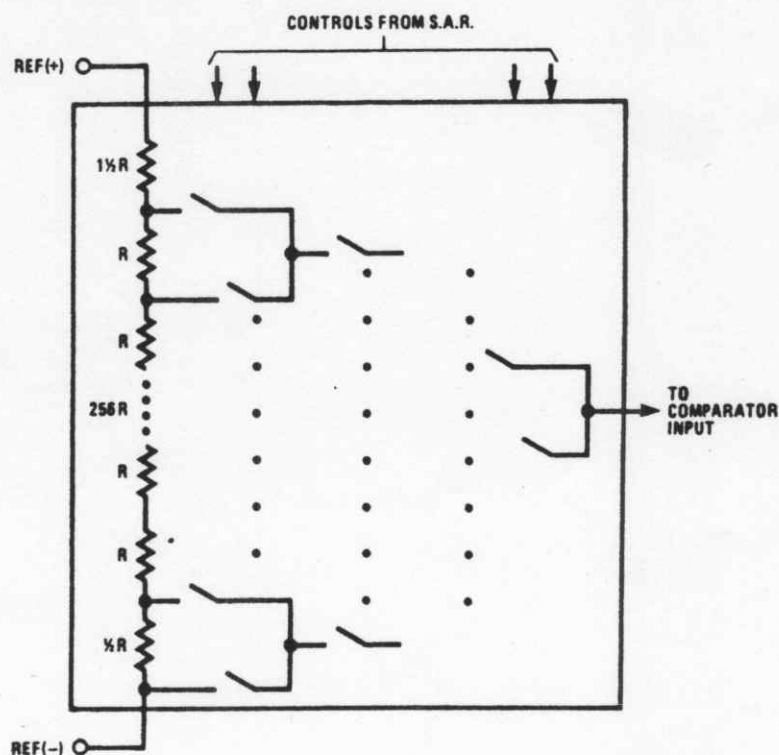 CONTROLS FROM S.A.R.
REF(+)
1½R
R
R
256R
R
R
½R
TO
COMPARATOR
INPUT
REF(−)